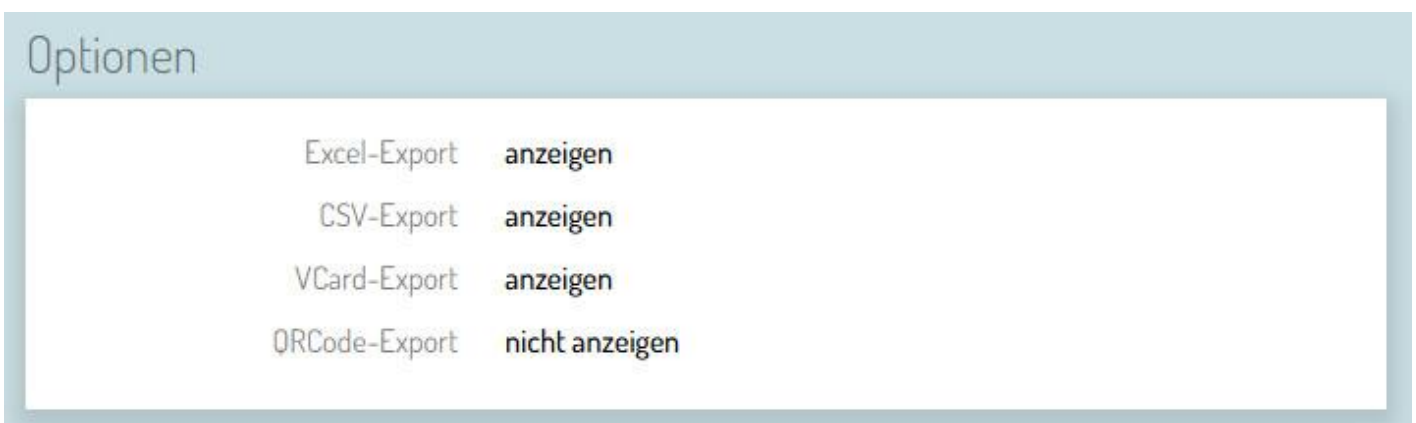 Optionen
Excel-Export anzeigen
CSV-Export anzeigen
VCard-Export anzeigen
QRCode-Export nicht anzeigen